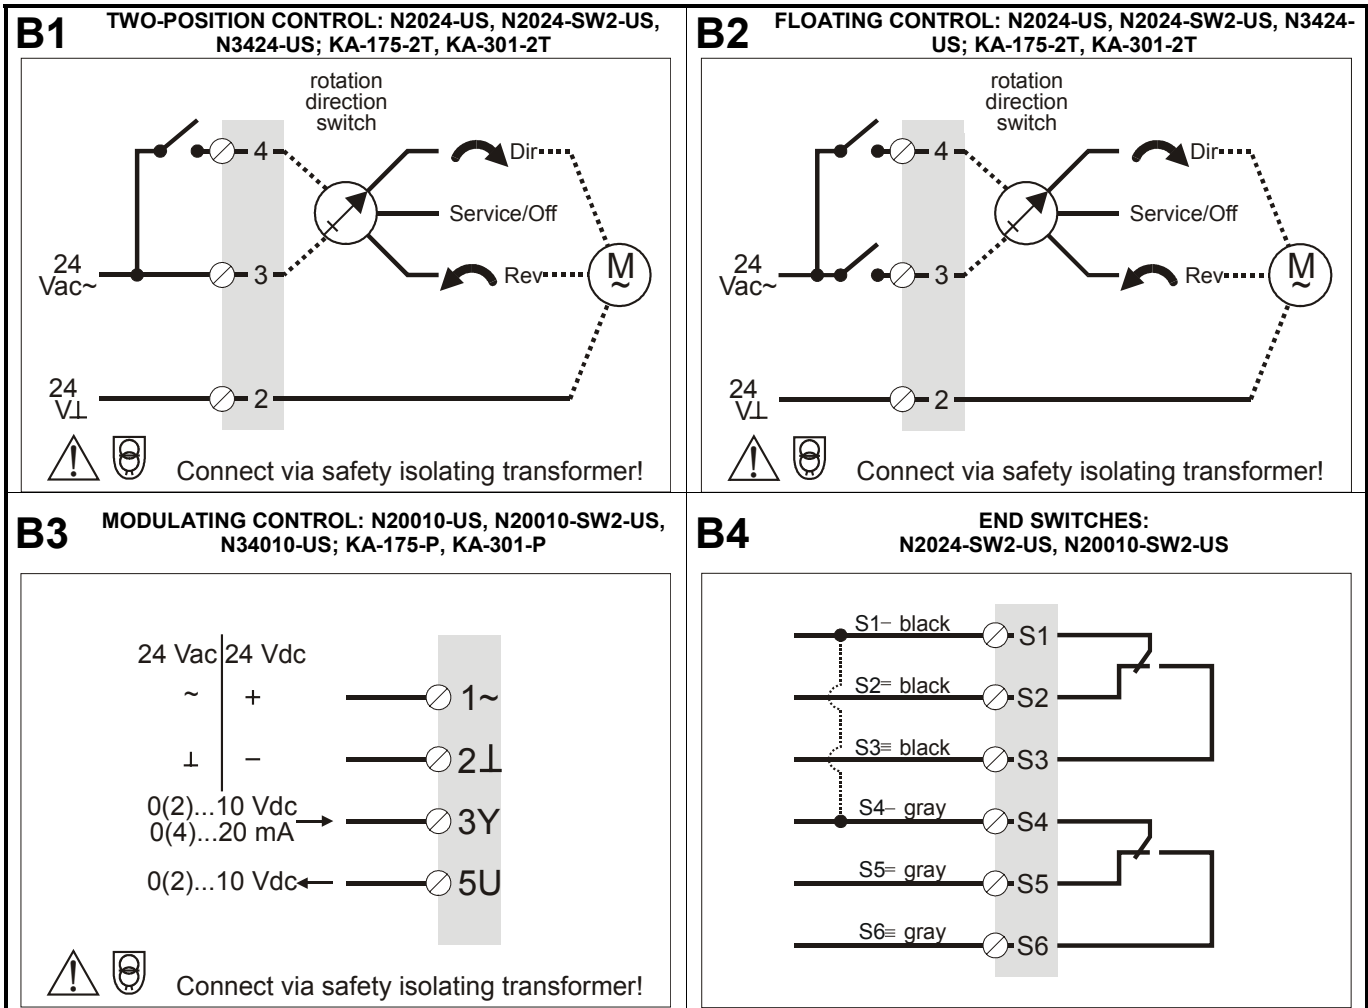 B1
TWO-POSITION CONTROL: N2024-US, N2024-SW2-US,
N3424-US; KA-175-2T, KA-301-2T
rotation
direction
switch
4
Dir
Service/Off
24
Vac~
3
Rev
M
~
24
V⊥
2
Connect via safety isolating transformer!
B2
FLOATING CONTROL: N2024-US, N2024-SW2-US, N3424-
US; KA-175-2T, KA-301-2T
rotation
direction
switch
4
Dir
Service/Off
24
Vac~
3
Rev
M
~
24
V⊥
2
Connect via safety isolating transformer!
B3
MODULATING CONTROL: N20010-US, N20010-SW2-US,
N34010-US; KA-175-P, KA-301-P
24 Vac 24 Vdc
~ + 1~
⊥ − 2⊥
0(2)...10 Vdc
0(4)...20 mA
3Y
0(2)...10 Vdc
5U
Connect via safety isolating transformer!
B4
END SWITCHES:
N2024-SW2-US, N20010-SW2-US
S1− black S1
S2= black S2
S3≡ black S3
S4− gray S4
S5= gray S5
S6≡ gray S6